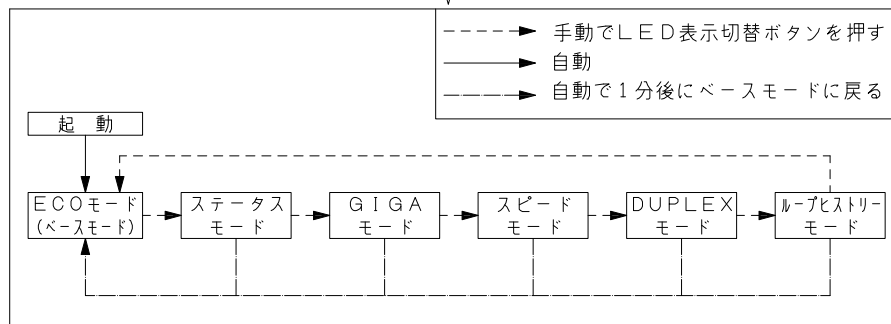 手動でＬＥＤ表示切替ボタンを押す
自動
自動で１分後にベースモードに戻る
起 動
ＥＣＯモード
(ベースモード)
ステータス
モード
ＧＩＧＡ
モード
スピード
モード
ＤＵＰＬＥＸ
モード
ループヒストリー
モード